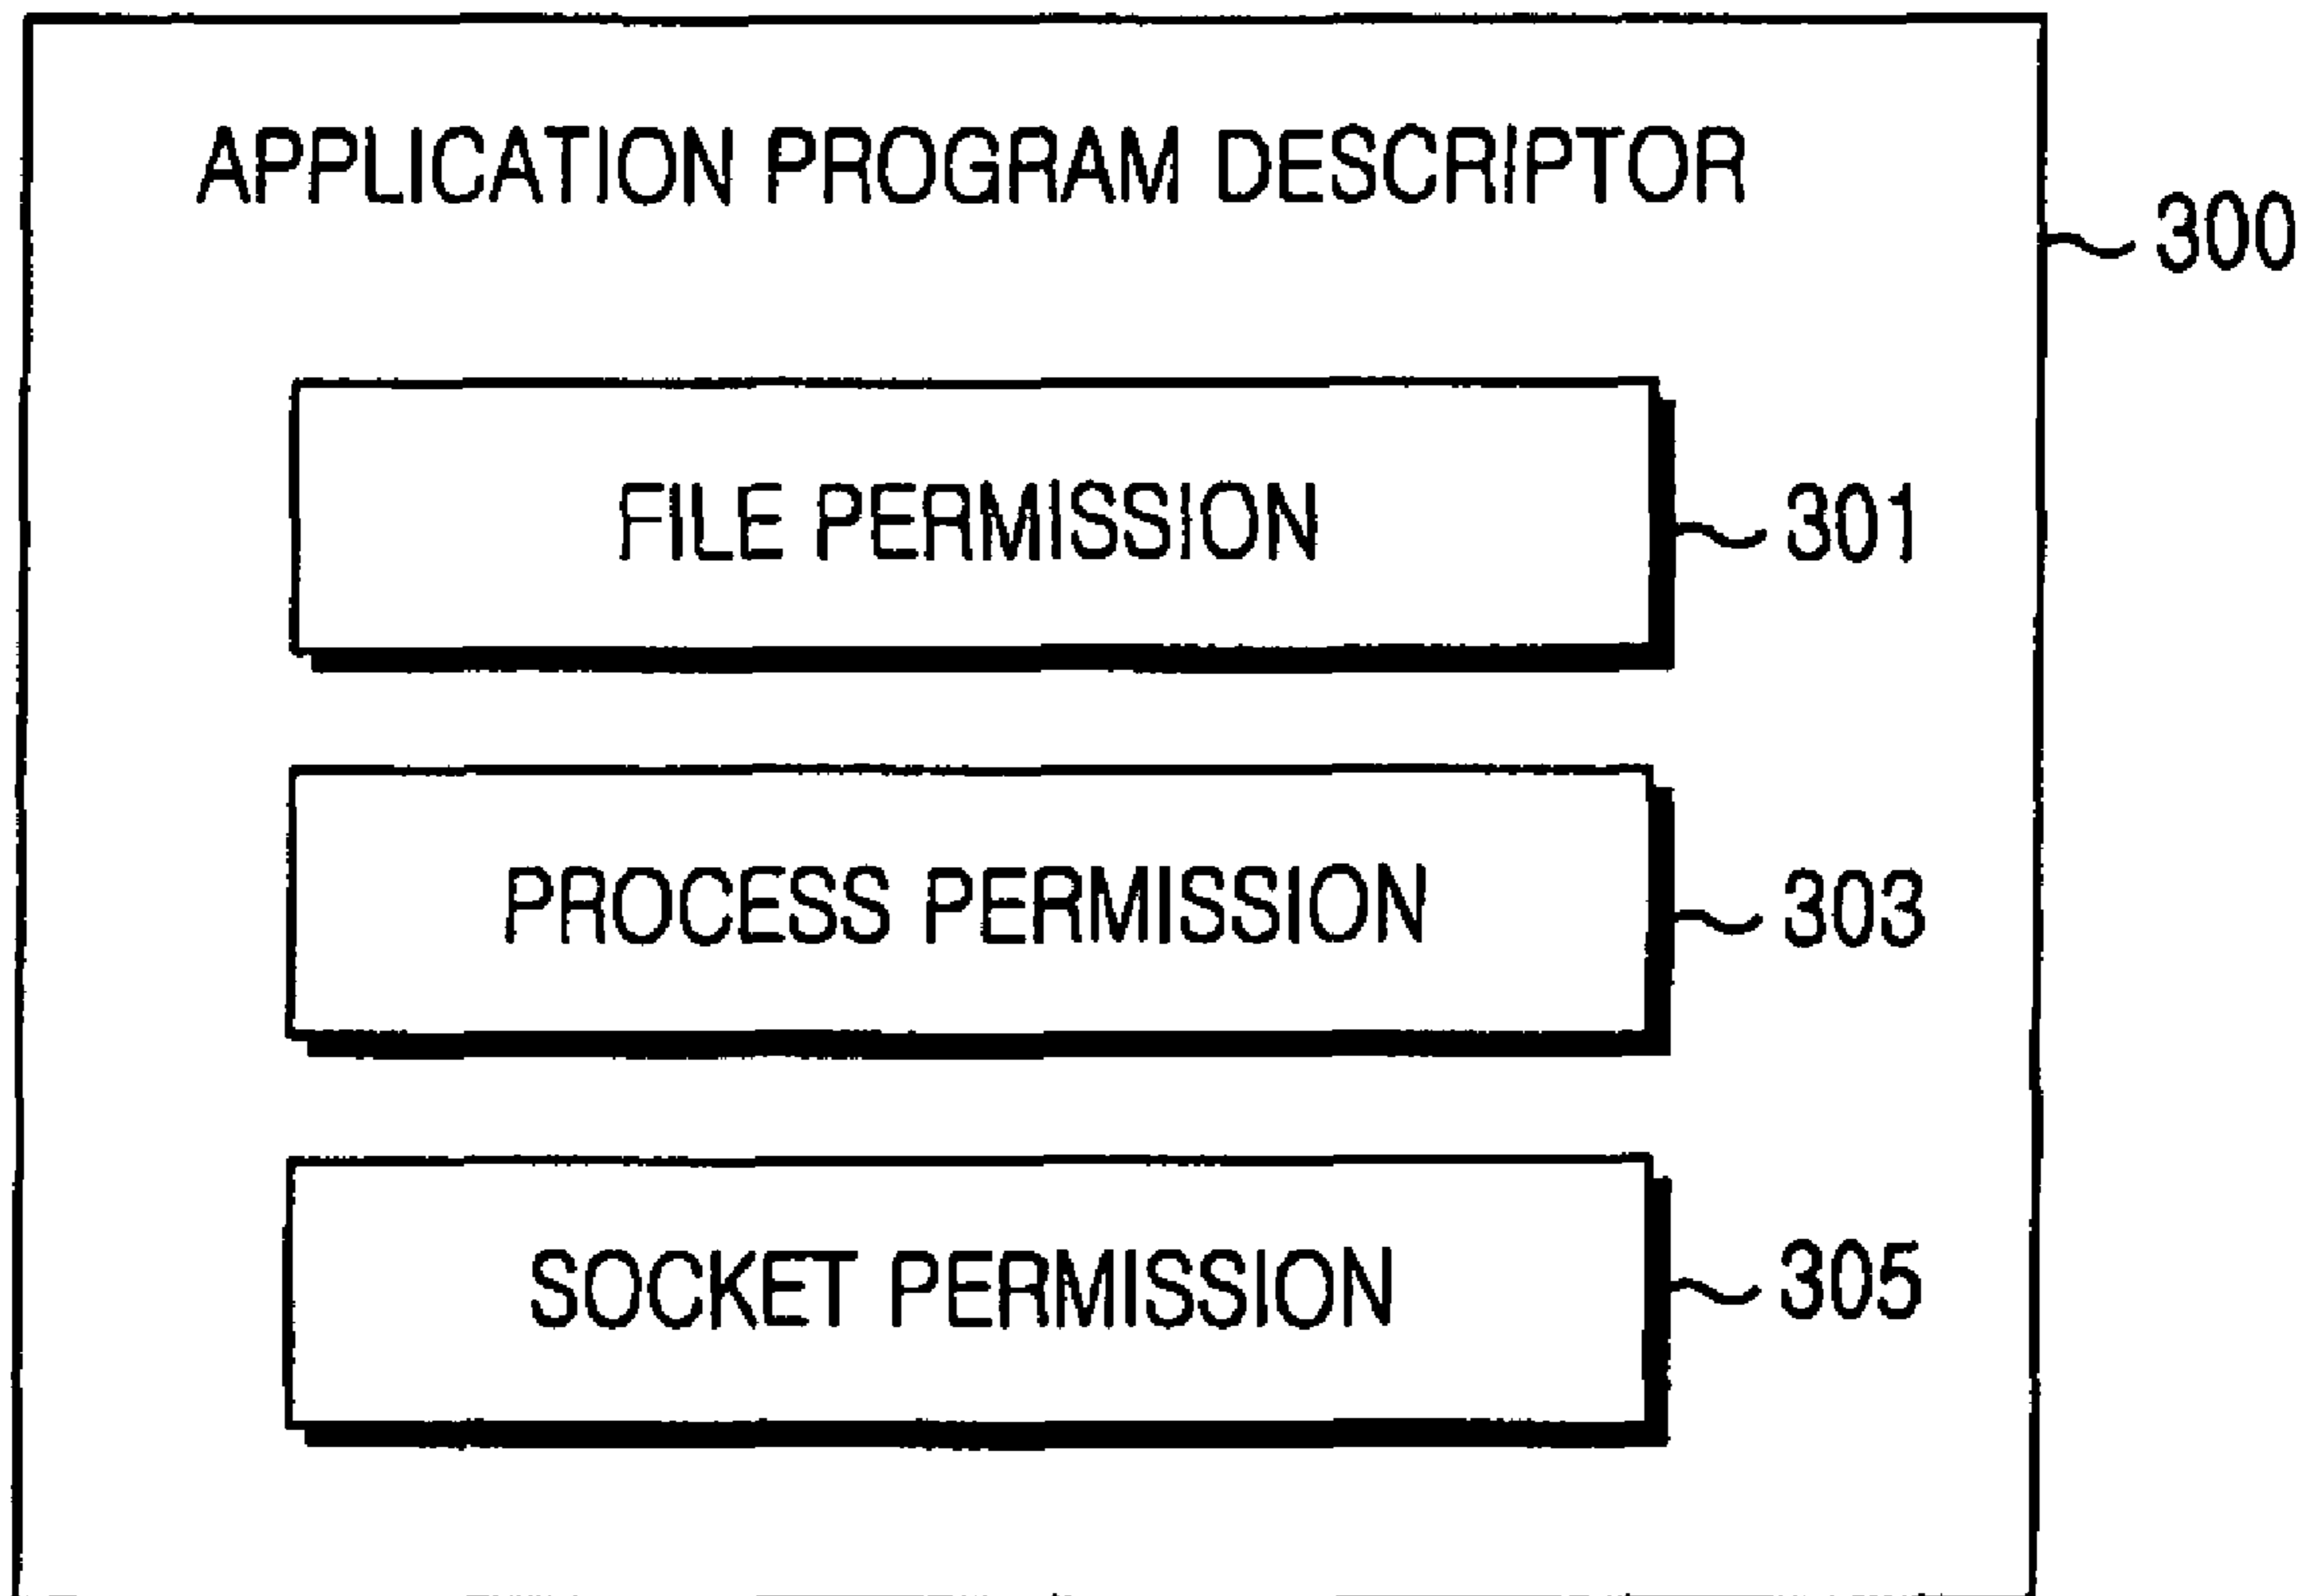 APPLICATION PROGRAM DESCRIPTOR
300
FILE PERMISSION
301
PROCESS PERMISSION
303
SOCKET PERMISSION
305